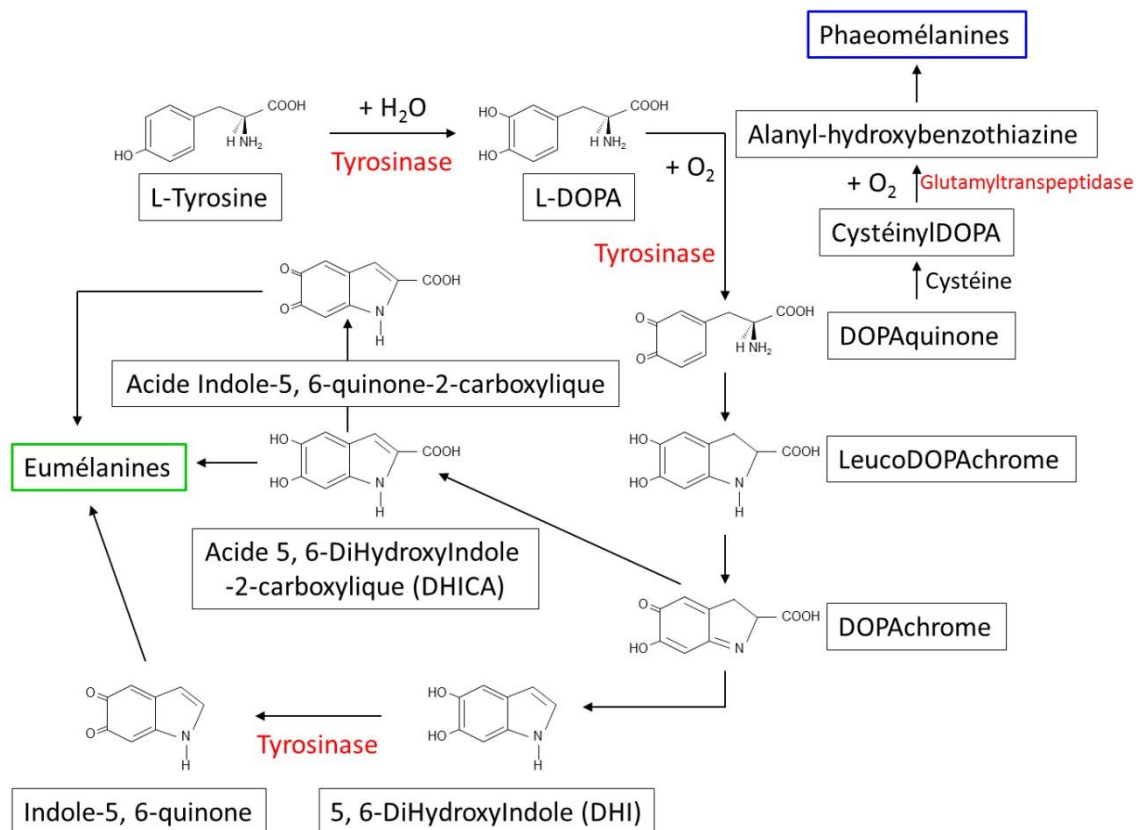 Phaeomélanines
COOH
H NH₂
HO
L-Tyrosine
+ H₂O
Tyrosinase
HO
HO
COOH
H NH₂
L-DOPA
+ O₂
Tyrosinase
Alanyl-hydroxybenzothiazine
+ O₂
Glutamyltranspeptidase
CystéinylDOPA
Cystéine
DOPAquinone
O
O
COOH
H NH₂
O
O
COOH
N
H
Acide Indole-5, 6-quinone-2-carboxylique
Eumélanines
HO
HO
COOH
N
H
Acide 5, 6-DiHydroxyIndole
-2-carboxylique (DHICA)
HO
HO
COOH
N
H
LeucoDOPAchrome
O
HO
COOH
N
DOPAchrome
O
O
N
H
Tyrosinase
HO
HO
N
H
Indole-5, 6-quinone
5, 6-DiHydroxyIndole (DHI)